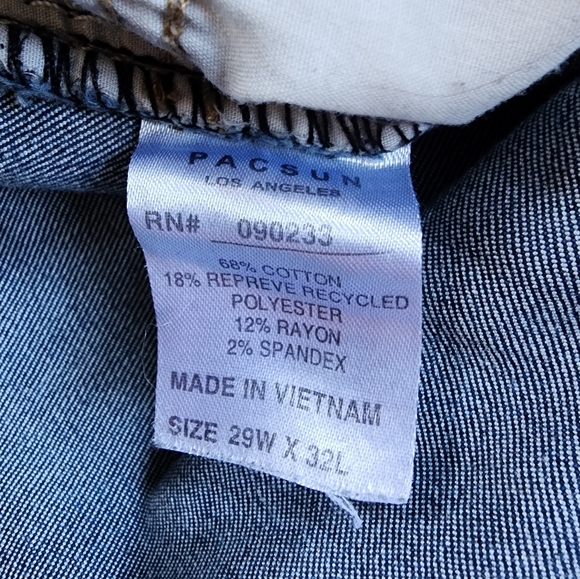 PACSUN
LOS ANGELES
RN# 090233
68% COTTON
18% REPREVE RECYCLED
POLYESTER
12% RAYON
2% SPANDEX
MADE IN VIETNAM
SIZE 29W X 32L